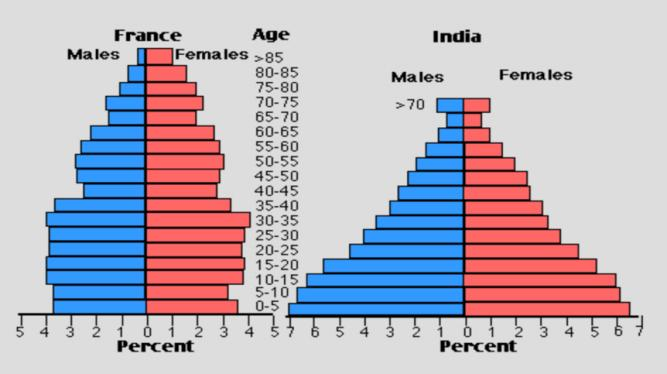 France
Age
India
Males
Females
>85
80-85
75-80
70-75
65-70
60-65
55-60
50-55
45-50
40-45
35-40
30-35
25-30
20-25
15-20
10-15
5-10
0-5
Males
Females
>70
5 4 3 2 1 0 1 2 3 4 5
Percent
7 6 5 4 3 2 1 0 1 2 3 4 5 6 7
Percent